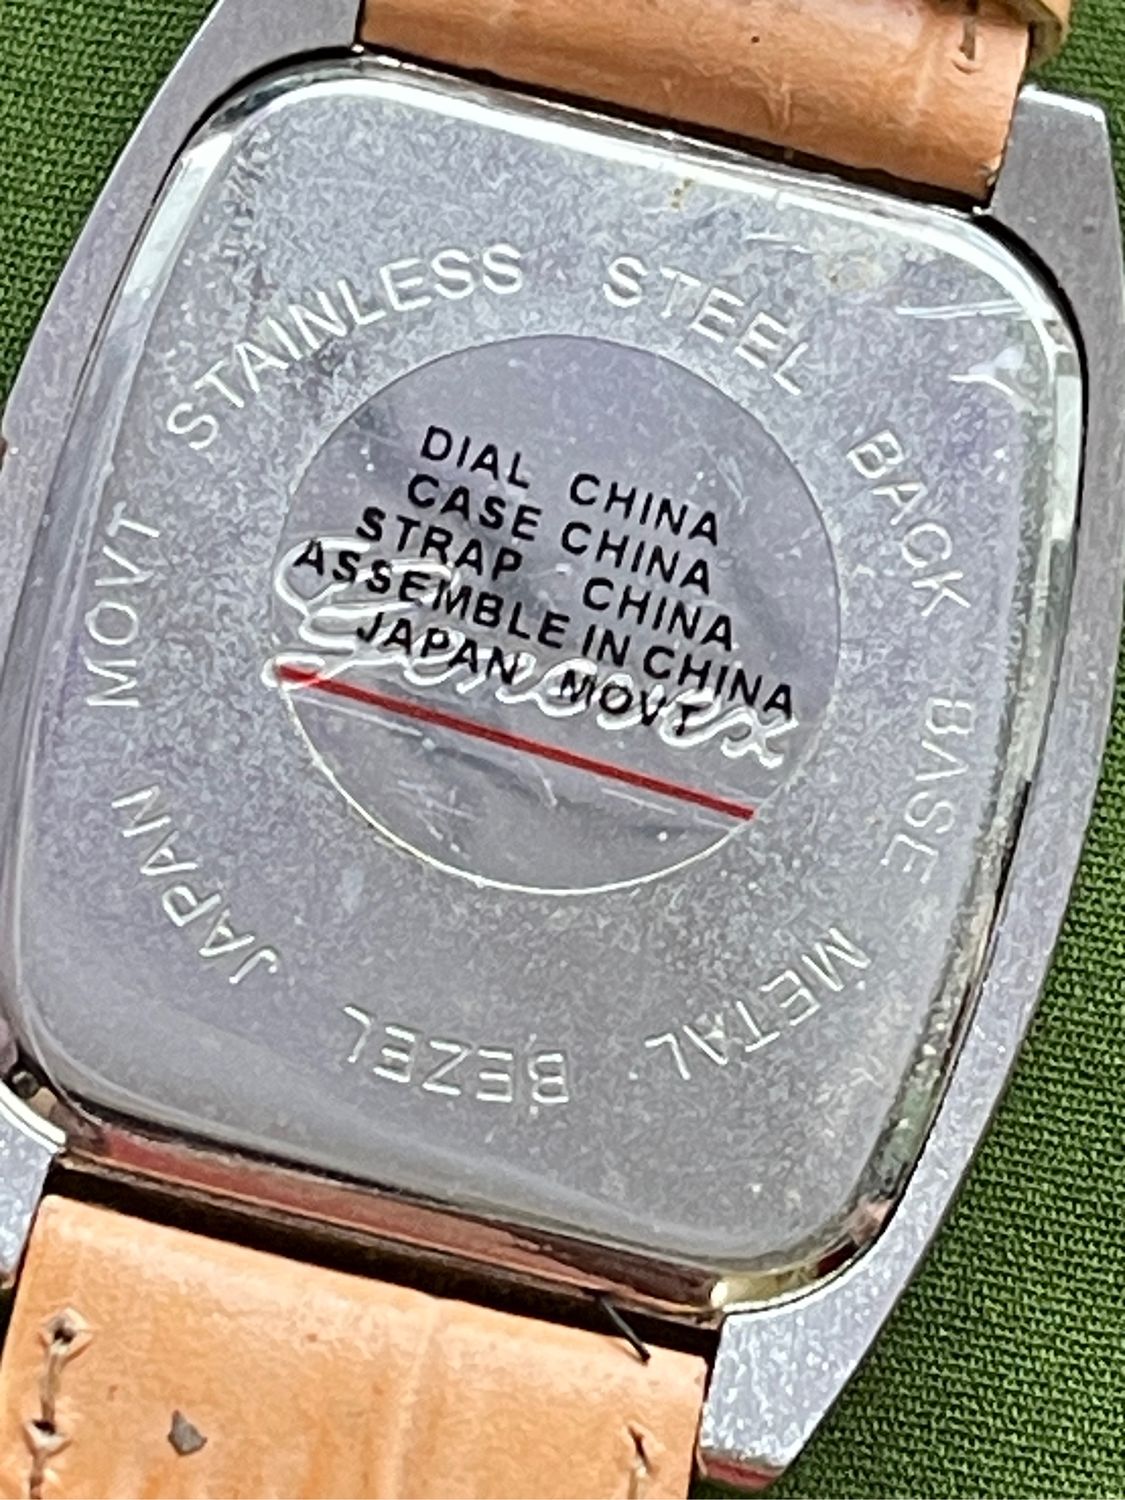 STAINLESS STEEL BACK BASE METAL BEZEL JAPAN MOVT
DIAL CHINA
CASE CHINA
STRAP CHINA
ASSEMBLE IN CHINA
JAPAN MOVT